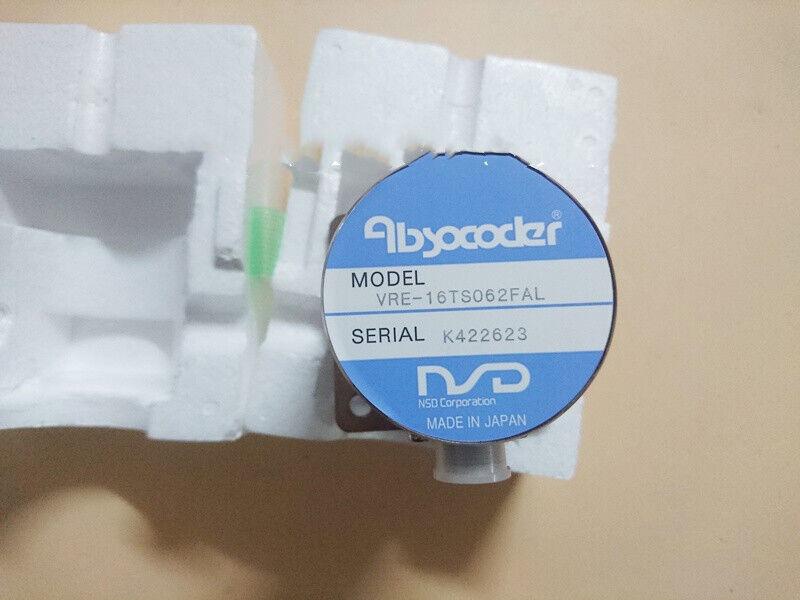 Absocoder®
MODEL
VRE-16TS062FAL
SERIAL K422623
NSD
NSD Corporation
MADE IN JAPAN